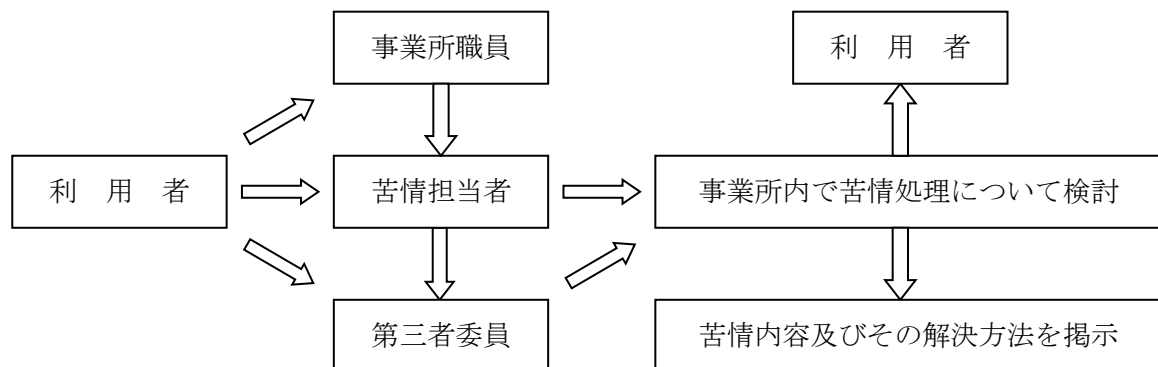 事業所職員
利　用　者
利　用　者
苦情担当者
事業所内で苦情処理について検討
第三者委員
苦情内容及びその解決方法を掲示